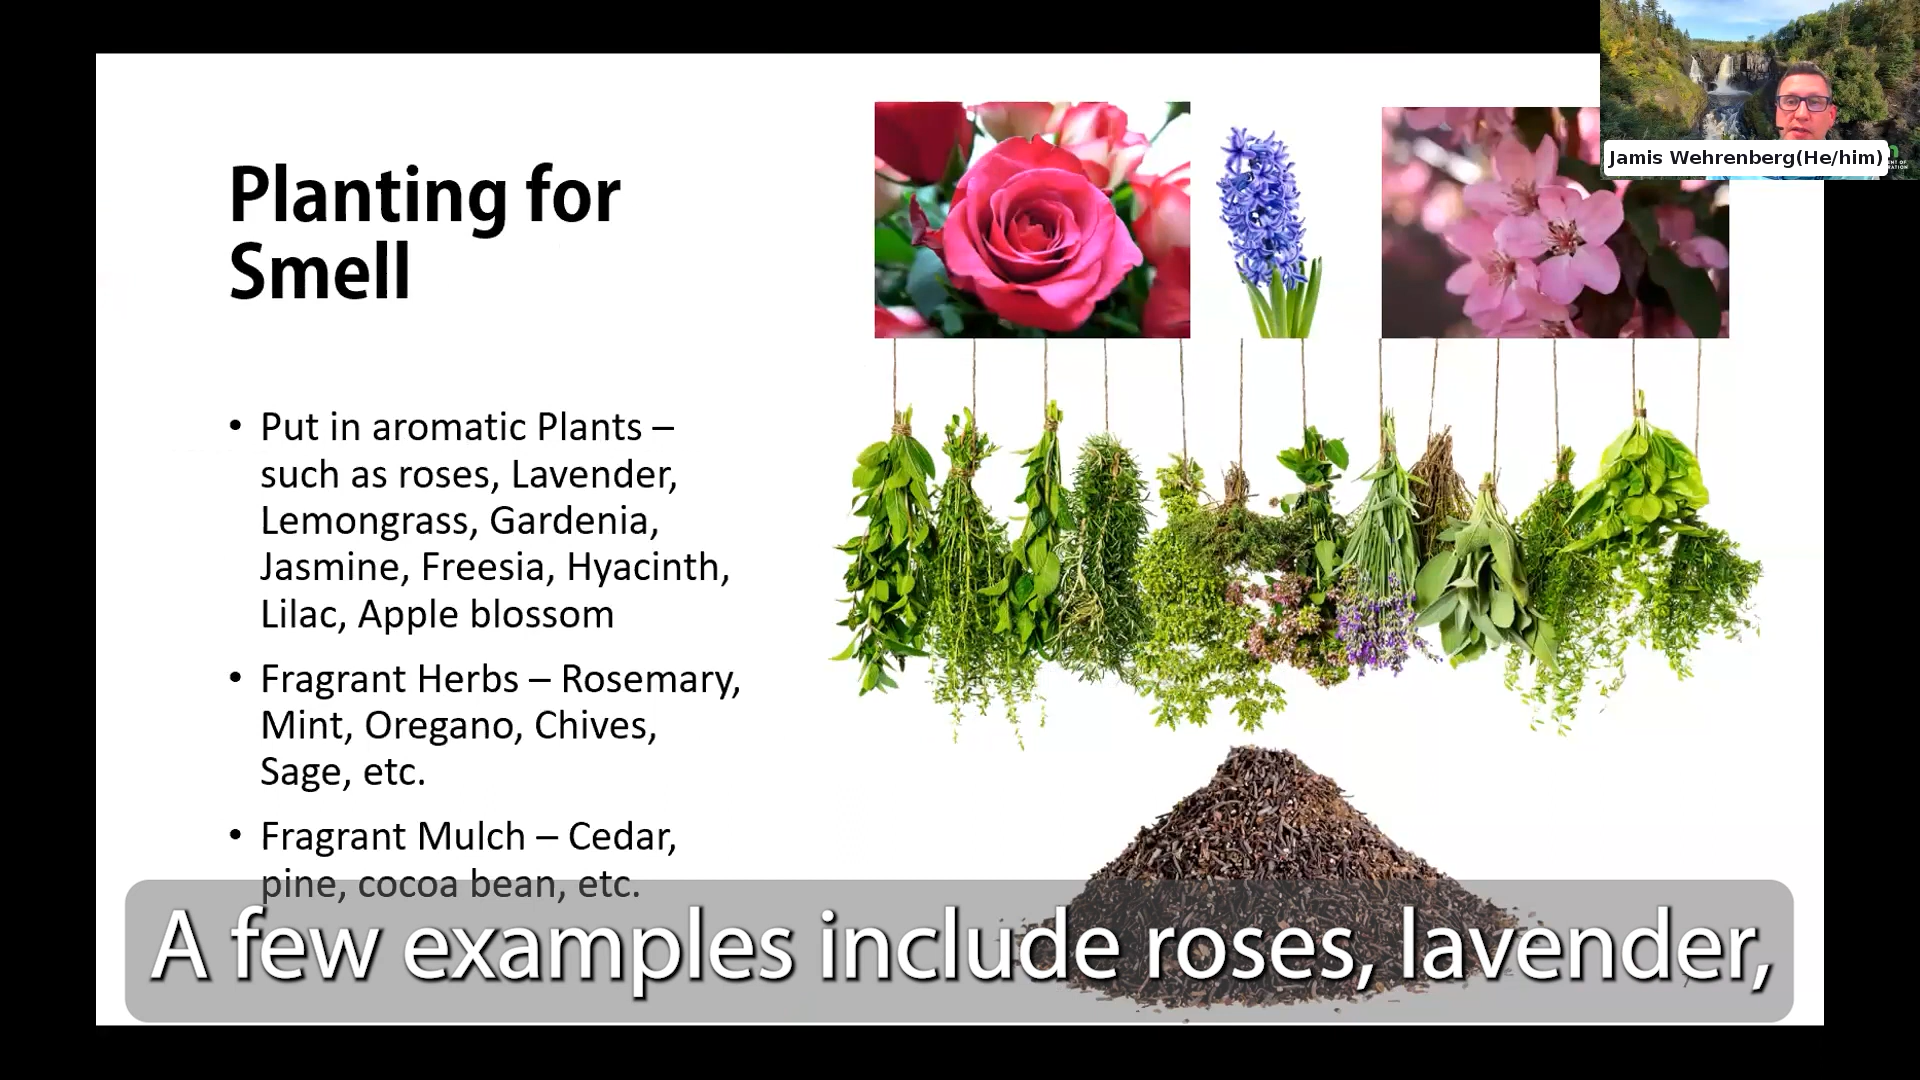 Planting for
Smell
• Put in aromatic Plants –
such as roses, Lavender,
Lemongrass, Gardenia,
Jasmine, Freesia, Hyacinth,
Lilac, Apple blossom
• Fragrant Herbs – Rosemary,
Mint, Oregano, Chives,
Sage, etc.
• Fragrant Mulch – Cedar,
pine, cocoa bean, etc.
Jamis Wehrenberg(He/him)
A few examples include roses, lavender,